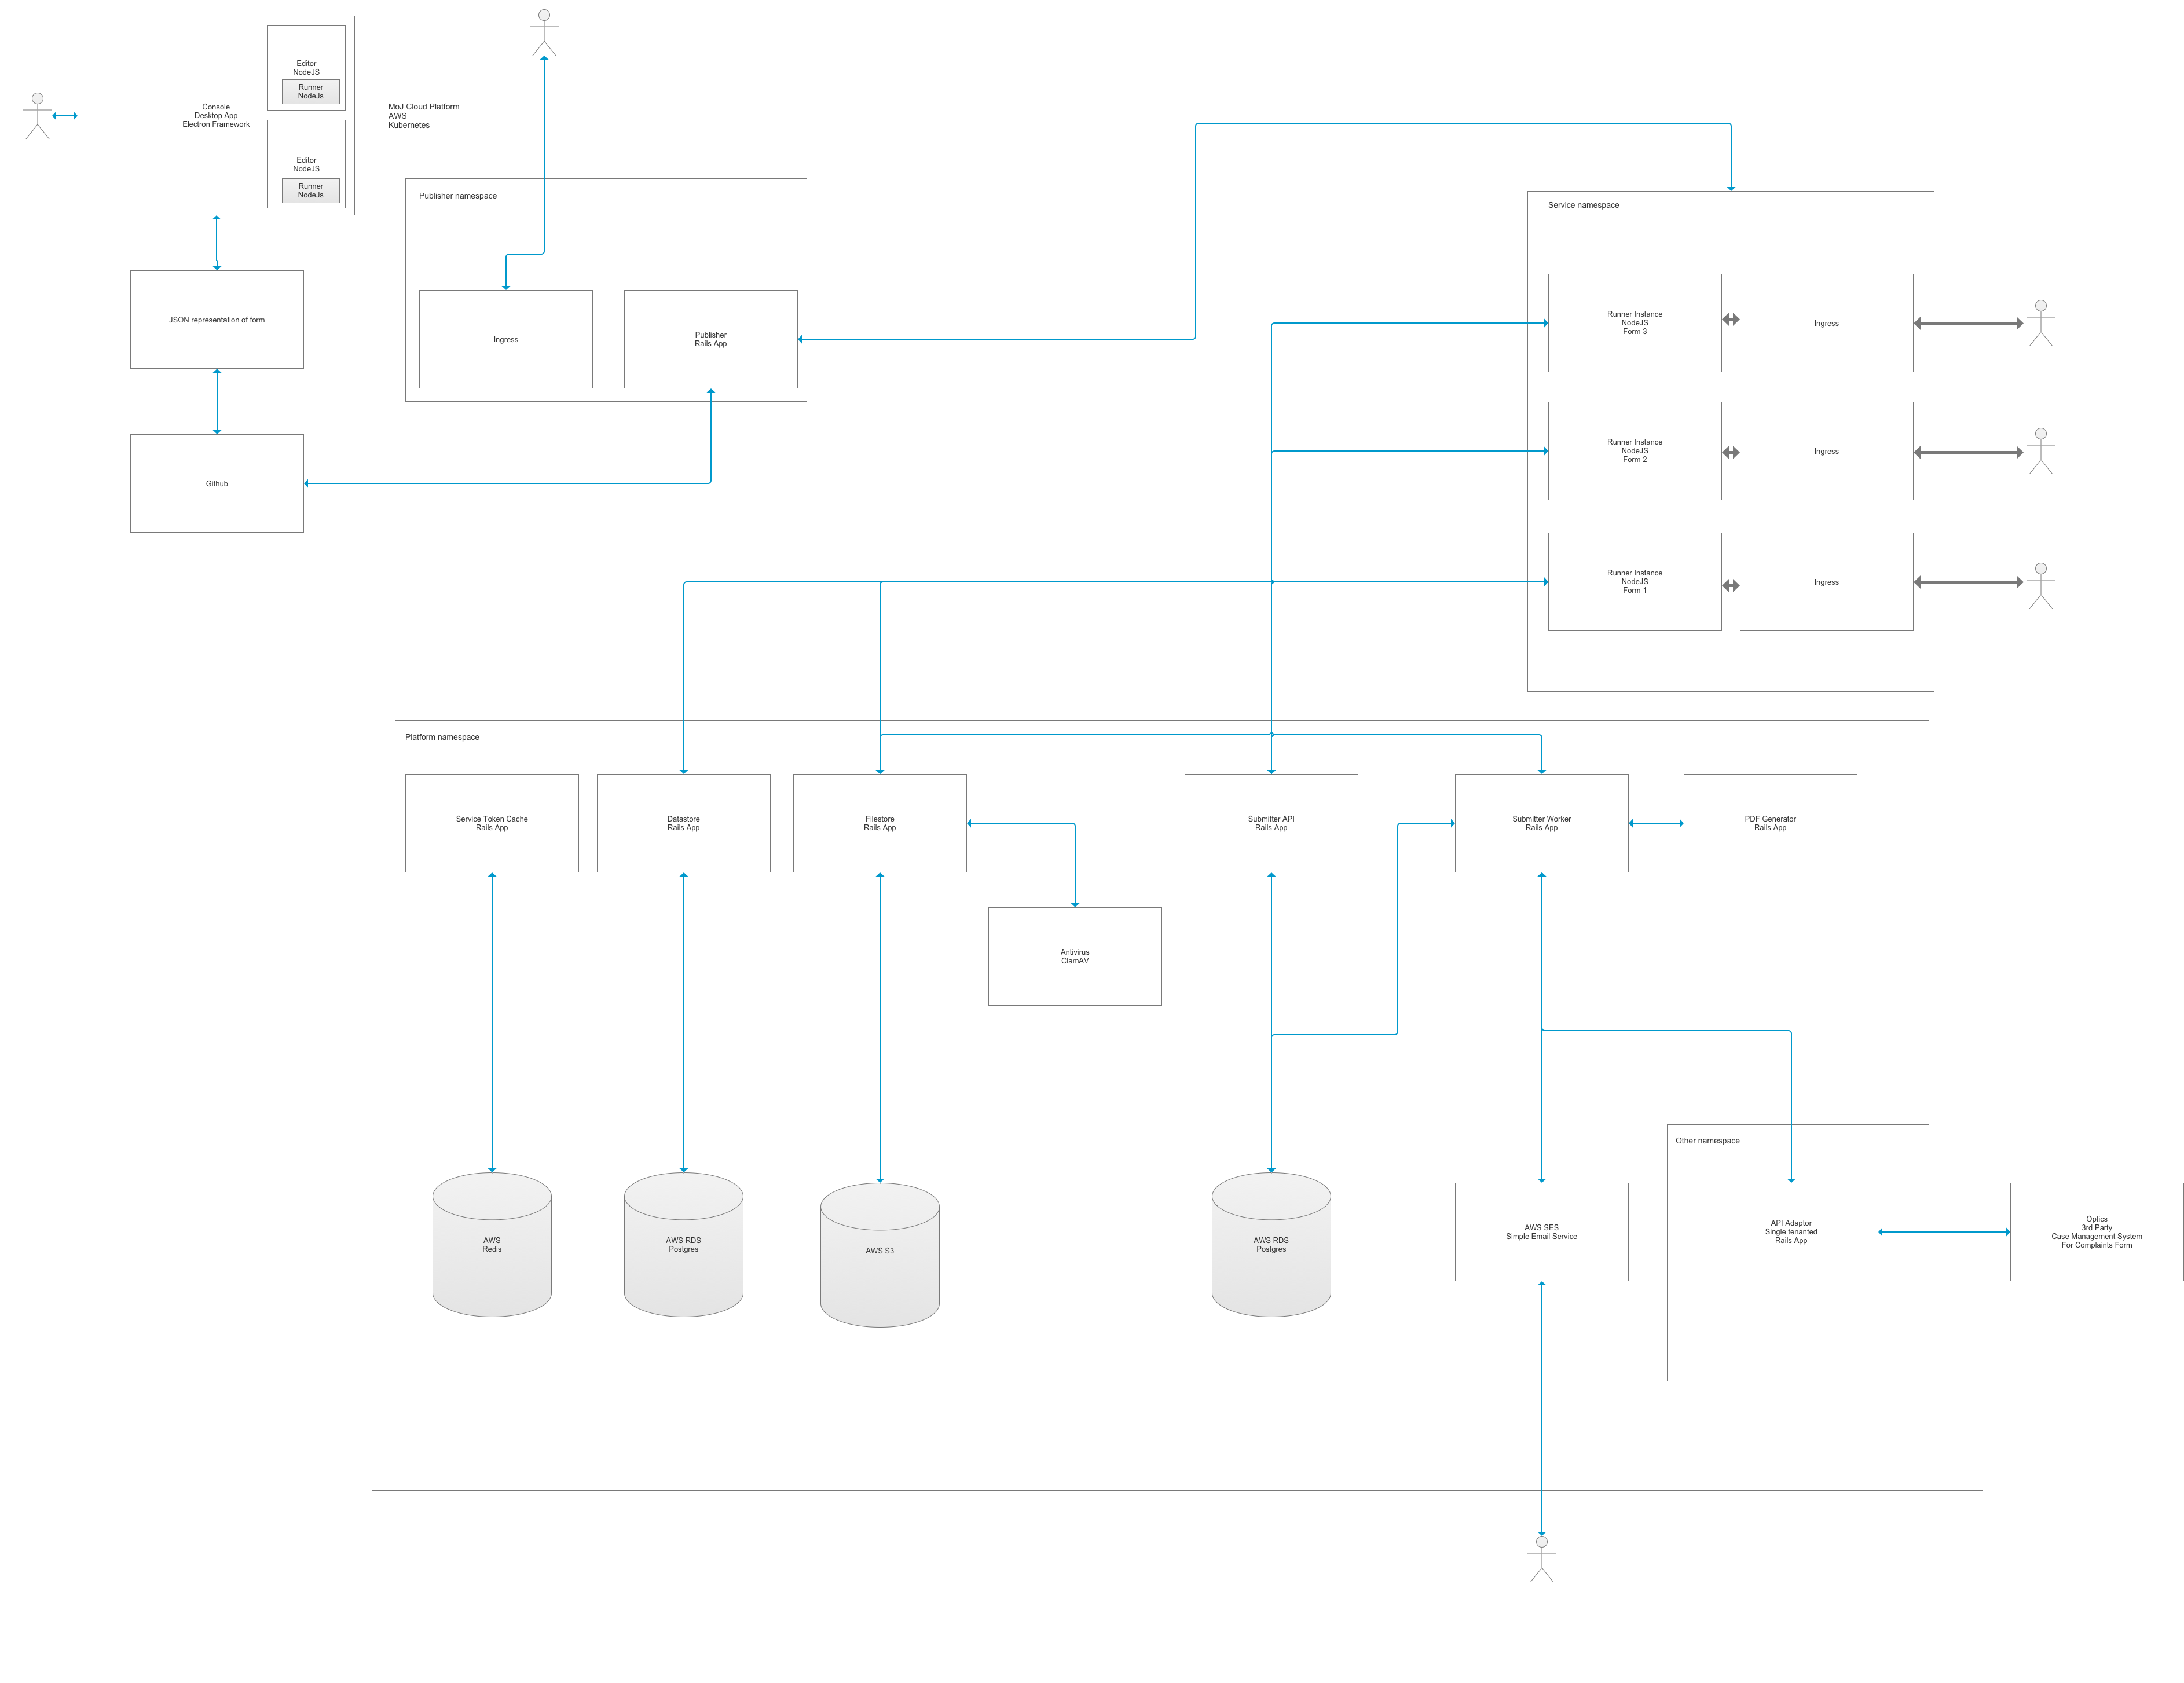 Editor
NodeJS
Runner
NodeJs
Console
Desktop App
Electron Framework
Editor
NodeJS
Runner
NodeJs
JSON representation of form
Github
MoJ Cloud Platform
AWS
Kubernetes
Publisher namespace
Ingress
Publisher
Rails App
Service namespace
Runner Instance
NodeJS
Form 3
Ingress
Runner Instance
NodeJS
Form 2
Ingress
Runner Instance
NodeJS
Form 1
Ingress
Platform namespace
Service Token Cache
Rails App
Datastore
Rails App
Filestore
Rails App
Submitter API
Rails App
Submitter Worker
Rails App
PDF Generator
Rails App
Antivirus
ClamAV
Other namespace
AWS
Redis
AWS RDS
Postgres
AWS S3
AWS RDS
Postgres
AWS SES
Simple Email Service
API Adaptor
Single tenanted
Rails App
Optics
3rd Party
Case Management System
For Complaints Form